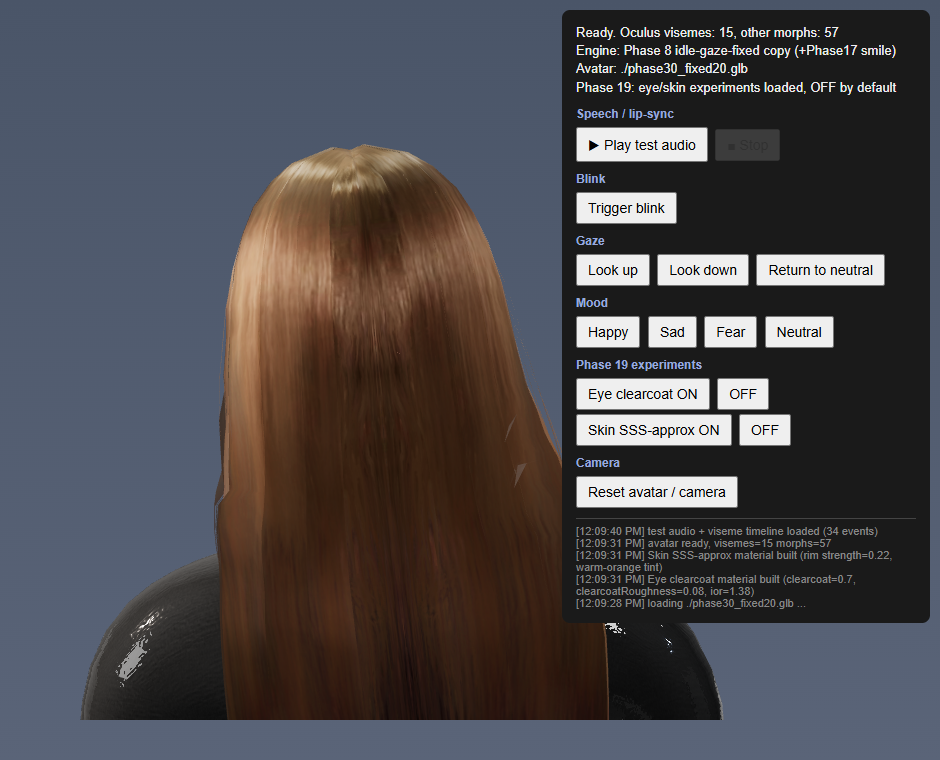 Ready. Oculus visemes: 15, other morphs: 57
Engine: Phase 8 idle-gaze-fixed copy (+Phase17 smile)
Avatar: ./phase30_fixed20.glb
Phase 19: eye/skin experiments loaded, OFF by default
Speech / lip-sync
▶ Play test audio ■ Stop
Blink
Trigger blink
Gaze
Look up Look down Return to neutral
Mood
Happy Sad Fear Neutral
Phase 19 experiments
Eye clearcoat ON OFF
Skin SSS-approx ON OFF
Camera
Reset avatar / camera
[12:09:40 PM] test audio + viseme timeline loaded (34 events)
[12:09:31 PM] avatar ready, visemes=15 morphs=57
[12:09:31 PM] Skin SSS-approx material built (rim strength=0.22,
warm-orange tint)
[12:09:31 PM] Eye clearcoat material built (clearcoat=0.7,
clearcoatRoughness=0.08, ior=1.38)
[12:09:28 PM] loading ./phase30_fixed20.glb ...